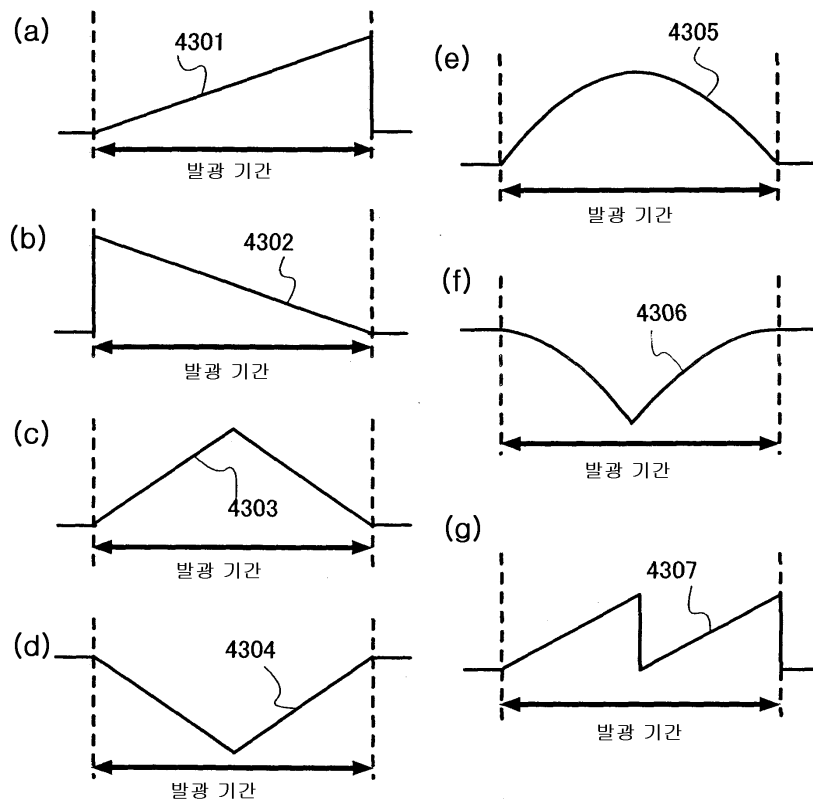 (a)
4301
발광 기간
(b)
4302
발광 기간
(c)
4303
발광 기간
(d)
4304
발광 기간
(e)
4305
발광 기간
(f)
4306
발광 기간
(g)
4307
발광 기간